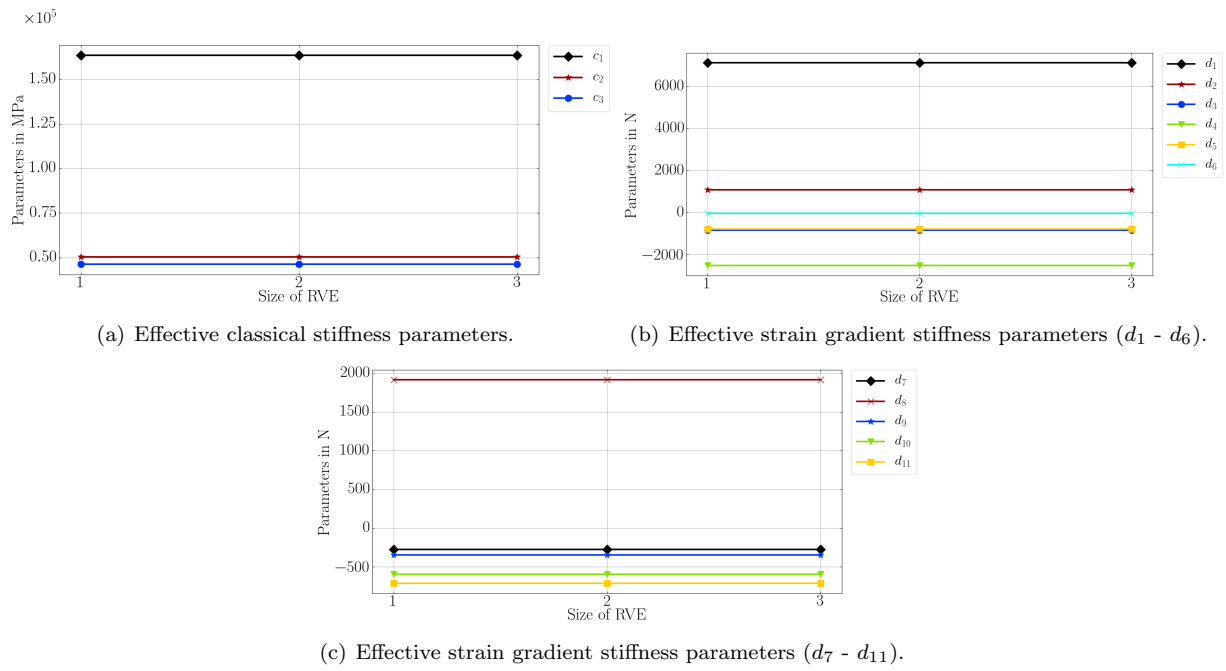 ×10⁵
1.50
1.25
1.00
0.75
0.50
Parameters in MPa
1 2 3
Size of RVE
c₁
c₂
c₃
(a) Effective classical stiffness parameters.
6000
4000
2000
0
−2000
Parameters in N
1 2 3
Size of RVE
d₁
d₂
d₃
d₄
d₅
d₆
(b) Effective strain gradient stiffness parameters (d₁ - d₆).
2000
1500
1000
500
0
−500
Parameters in N
1 2 3
Size of RVE
d₇
d₈
d₉
d₁₀
d₁₁
(c) Effective strain gradient stiffness parameters (d₇ - d₁₁).